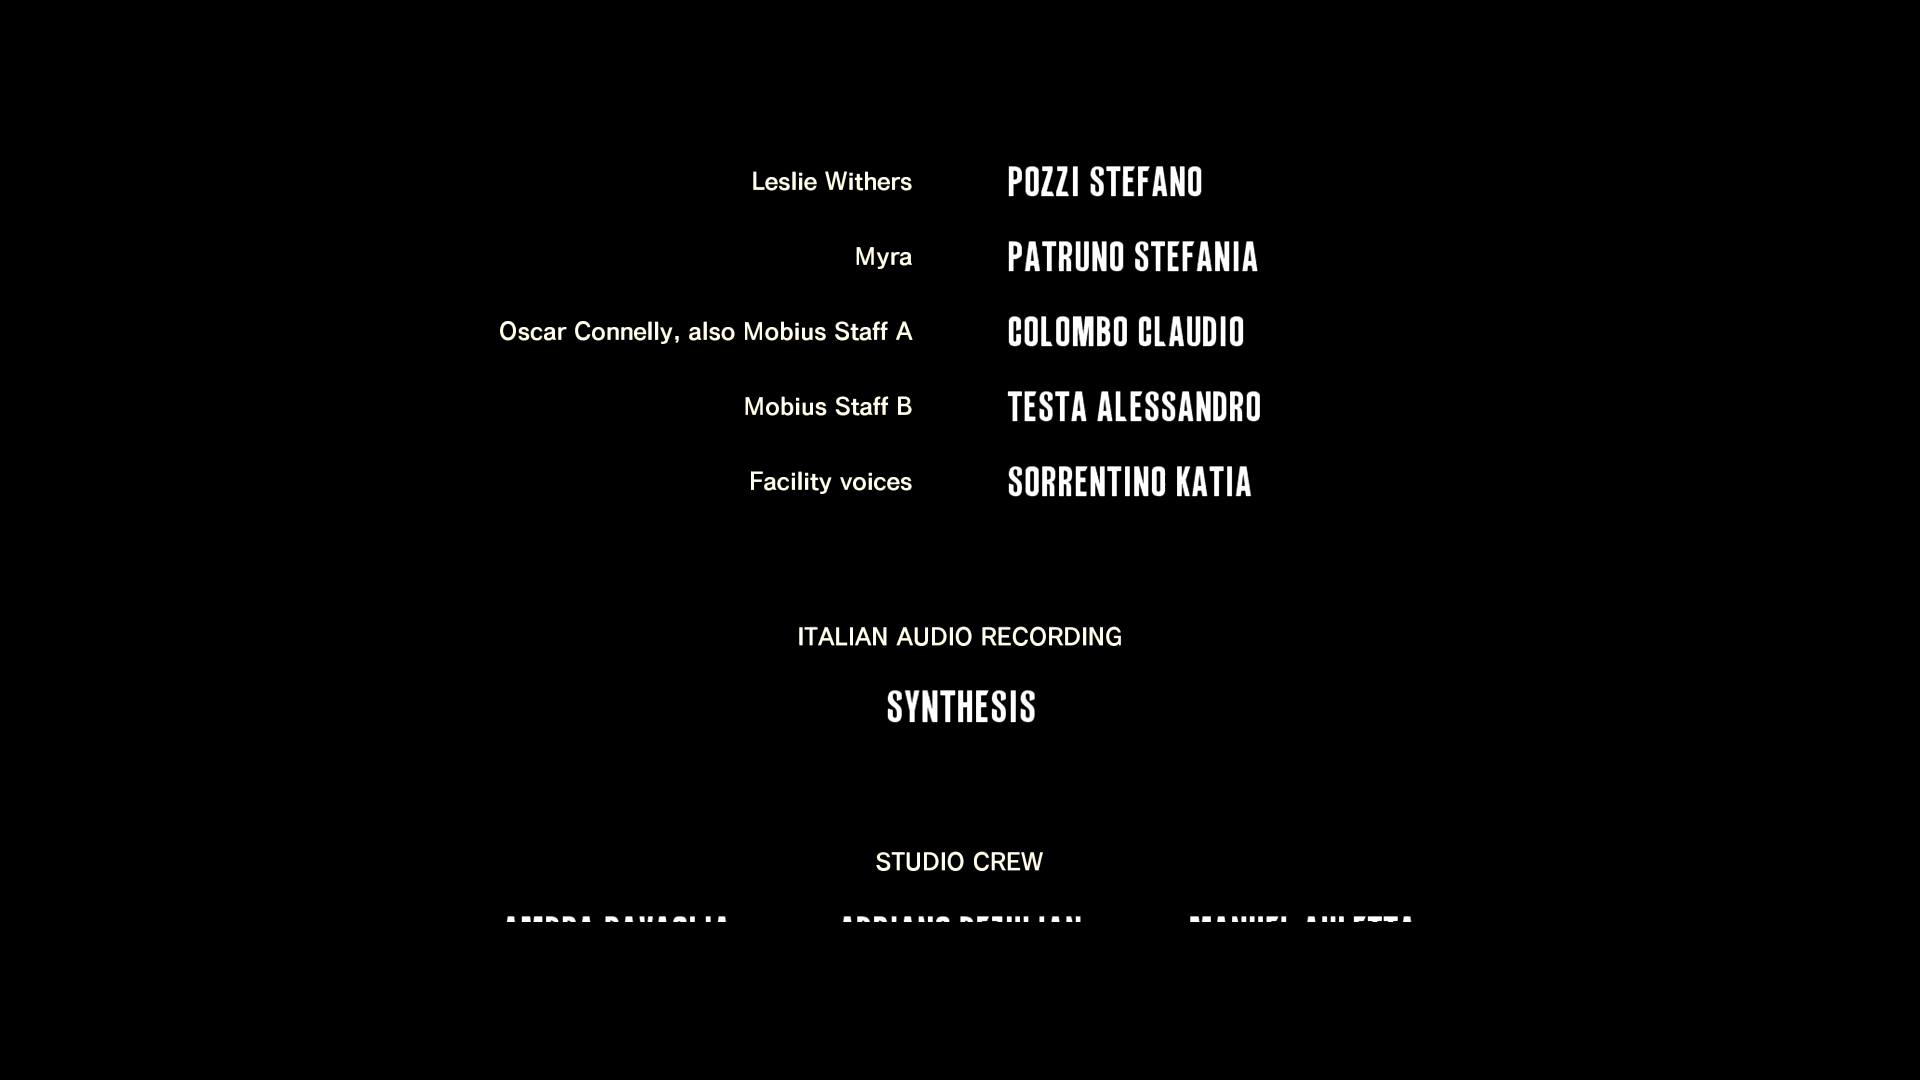 Leslie Withers POZZI STEFANO
Myra PATRUNO STEFANIA
Oscar Connelly, also Mobius Staff A COLOMBO CLAUDIO
Mobius Staff B TESTA ALESSANDRO
Facility voices SORRENTINO KATIA
ITALIAN AUDIO RECORDING
SYNTHESIS
STUDIO CREW